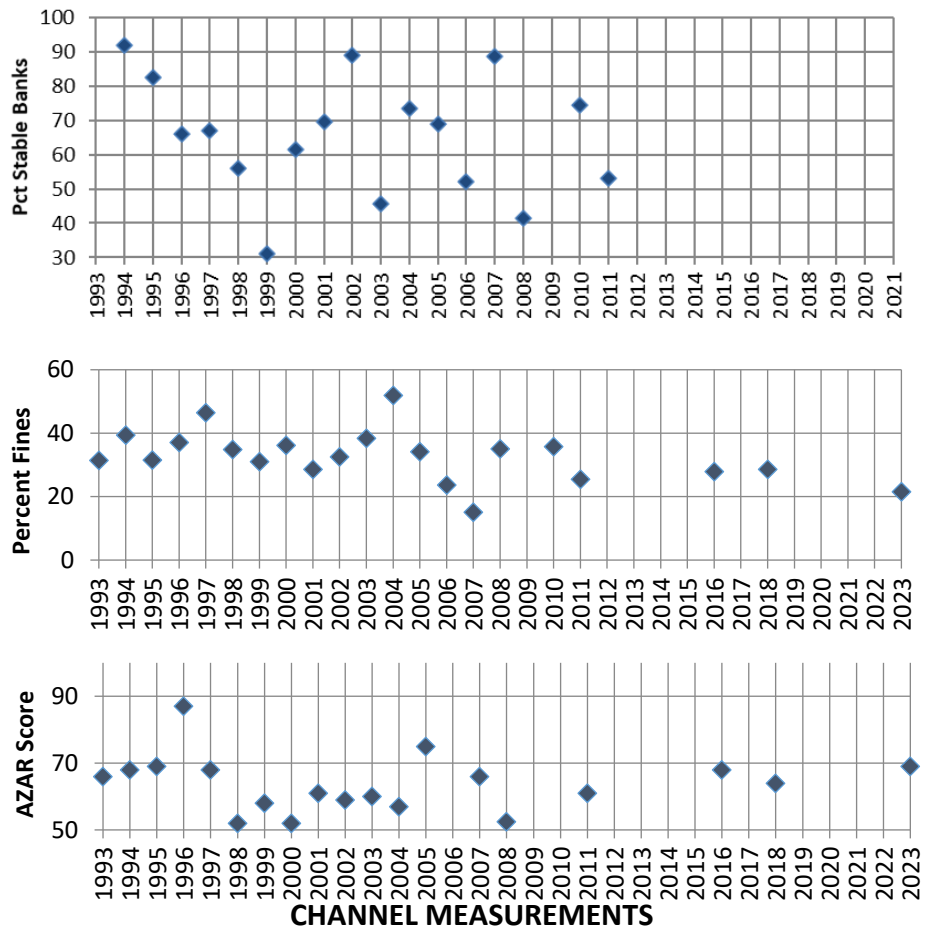 Pct Stable Banks
100
90
80
70
60
50
40
30
1993 1994 1995 1996 1997 1998 1999 2000 2001 2002 2003 2004 2005 2006 2007 2008 2009 2010 2011 2012 2013 2014 2015 2016 2017 2018 2019 2020 2021
Percent Fines
60
40
20
0
1993 1994 1995 1996 1997 1998 1999 2000 2001 2002 2003 2004 2005 2006 2007 2008 2009 2010 2011 2012 2013 2014 2015 2016 2017 2018 2019 2020 2021 2022 2023
AZAR Score
90
70
50
1993 1994 1995 1996 1997 1998 1999 2000 2001 2002 2003 2004 2005 2006 2007 2008 2009 2010 2011 2012 2013 2014 2015 2016 2017 2018 2019 2020 2021 2022 2023
CHANNEL MEASUREMENTS